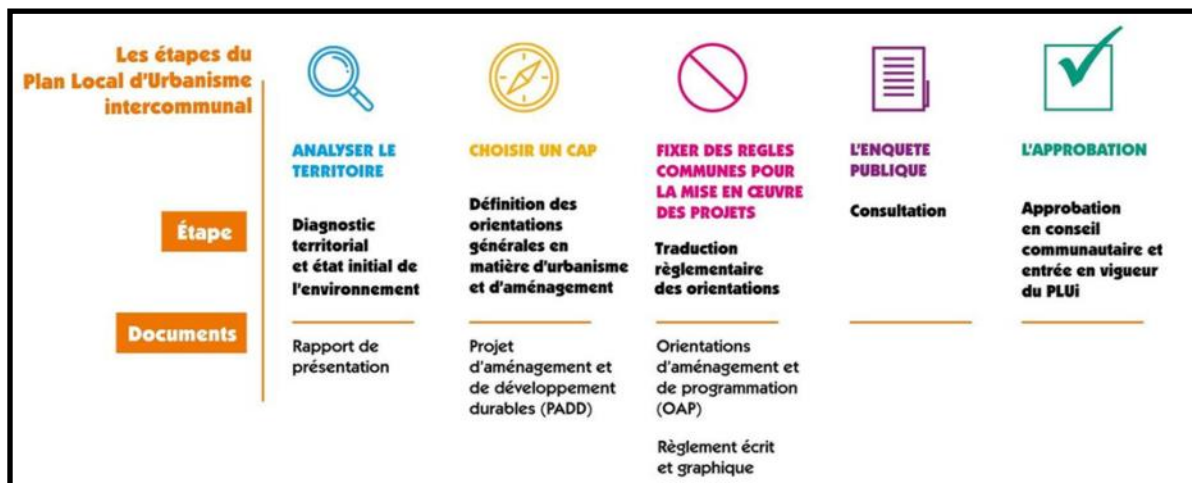 Les étapes du
Plan Local d'Urbanisme
intercommunal
ANALYSER LE
TERRITOIRE
CHOISIR UN CAP
FIXER DES REGLES
COMMUNES POUR
LA MISE EN ŒUVRE
DES PROJETS
L'ENQUETE
PUBLIQUE
L'APPROBATION
Étape
Diagnostic
territorial
et état initial de
l'environnement
Définition des
orientations
générales en
matière d'urbanisme
et d'aménagement
Traduction
règlementaire
des orientations
Consultation
Approbation
en conseil
communautaire et
entrée en vigueur
du PLUi
Documents
Rapport de
présentation
Projet
d'aménagement et
de développement
durables (PADD)
Orientations
d'aménagement et
de programmation
(OAP)
Règlement écrit
et graphique